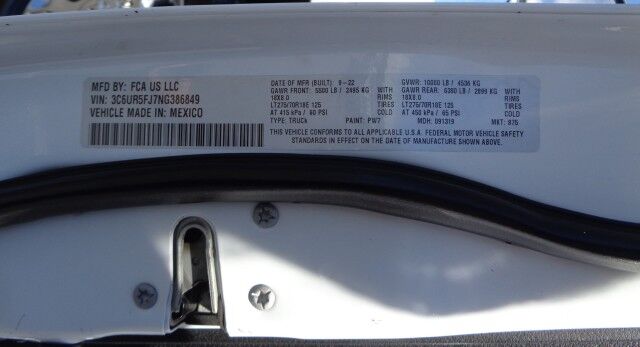 MFD BY: FCA US LLC
VIN: 3C6UR5FJ7NG386849
VEHICLE MADE IN: MEXICO
DATE OF MFR (BUILT): 9-22
GAWR FRONT: 5500 LB / 2495 KG WITH
18X8.0 RIMS
LT275/70R18E 125 TIRES
AT 415 kPa / 60 PSI COLD
TYPE: TRUCK PAINT: PW7
GVWR: 10000 LB / 4536 KG
GAWR REAR: 6390 LB / 2899 KG WITH
18X8.0 RIMS
LT275/70R18E 125 TIRES
AT 450 kPa / 65 PSI COLD
MDH: 091319 MKT: 875
THIS VEHICLE CONFORMS TO ALL APPLICABLE U.S.A. FEDERAL MOTOR VEHICLE SAFETY
STANDARDS IN EFFECT ON THE DATE OF MANUFACTURE SHOWN ABOVE.